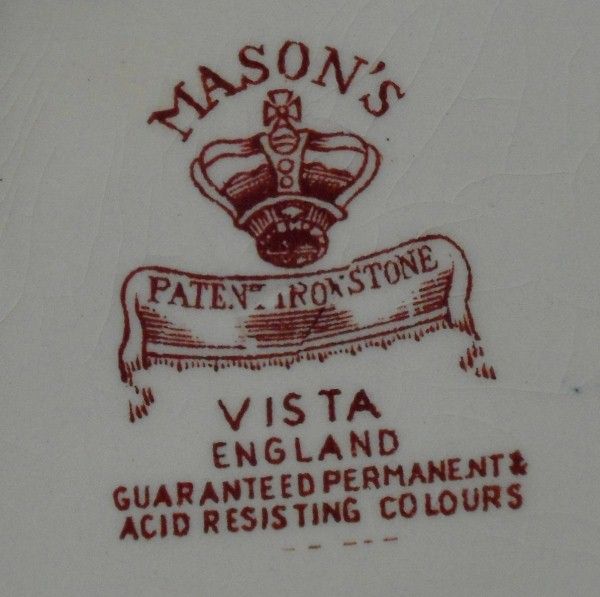 MASON'S
PATENT IRONSTONE
VISTA
ENGLAND
GUARANTEED PERMANENT &
ACID RESISTING COLOURS